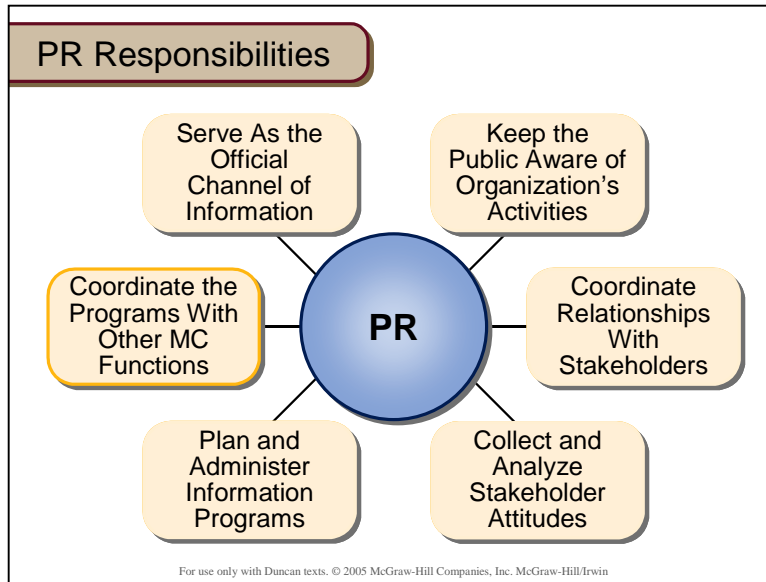 PR Responsibilities
Serve As the
Official
Channel of
Information
Keep the
Public Aware of
Organization's
Activities
Coordinate the
Programs With
Other MC
Functions
PR
Coordinate
Relationships
With
Stakeholders
Plan and
Administer
Information
Programs
Collect and
Analyze
Stakeholder
Attitudes
For use only with Duncan texts. © 2005 McGraw-Hill Companies, Inc. McGraw-Hill/Irwin